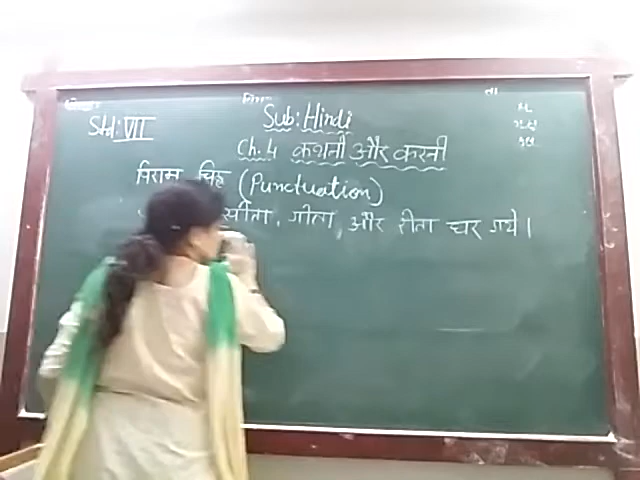 Std: VII
Sub: Hindi
Ch. 4 कथनी और करनी
विराम चिह्न (Punctuation)
सीता, गीता, और रीता घर गये।